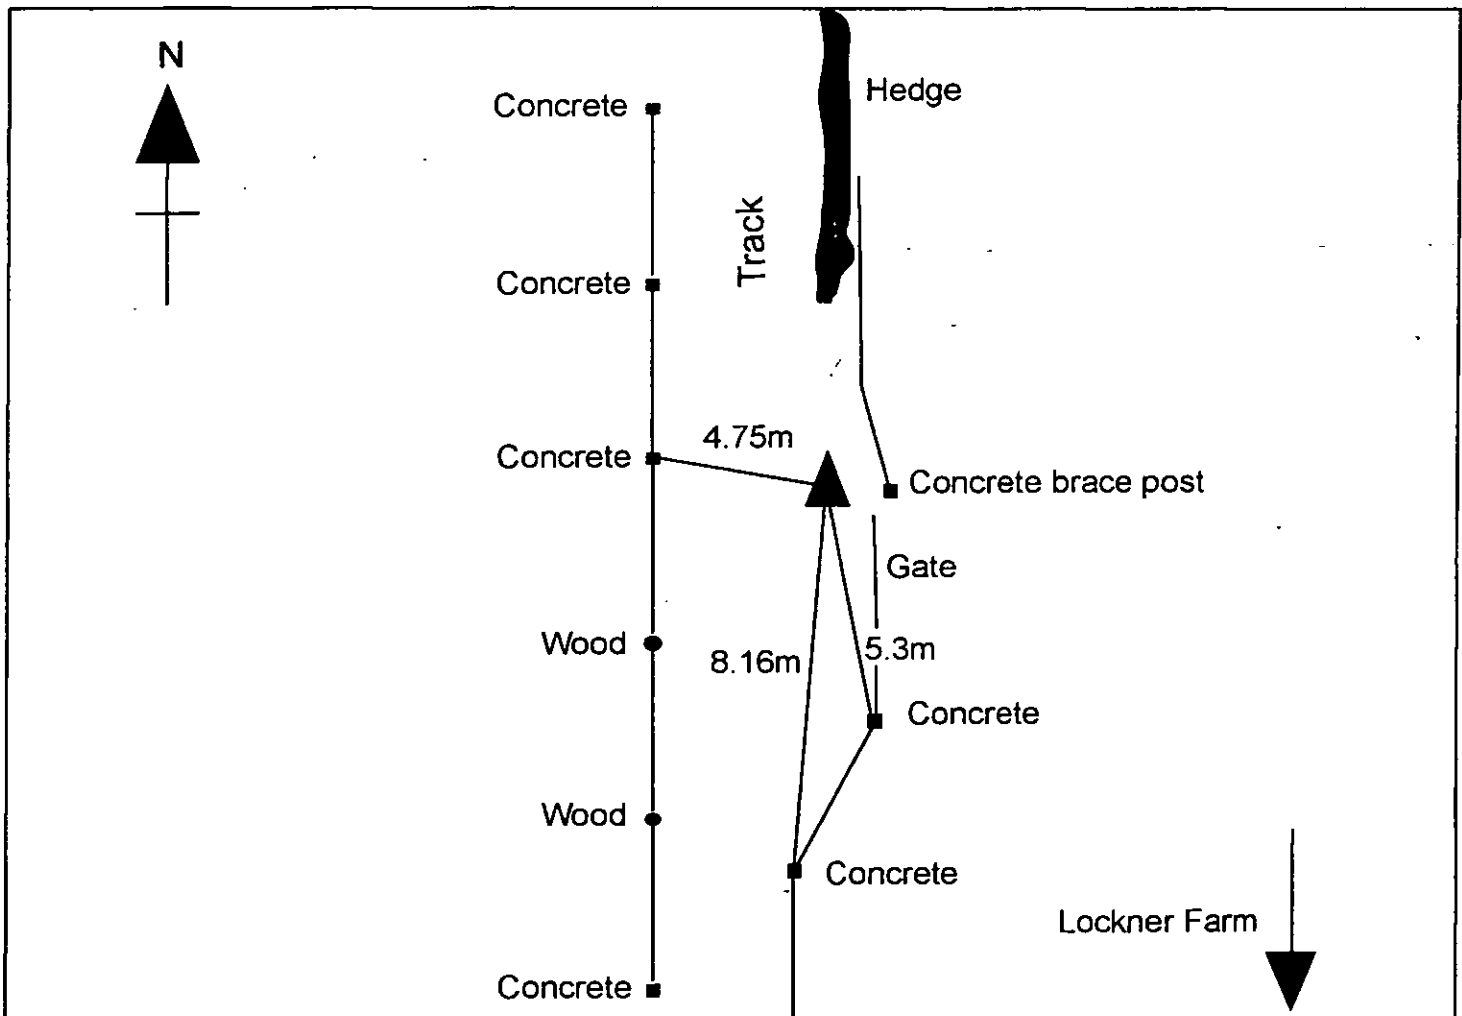 N
Hedge
Concrete
Track
Concrete
4.75m
Concrete
Concrete brace post
Gate
Wood
8.16m
5.3m
Concrete
Wood
Concrete
Lockner Farm
Concrete